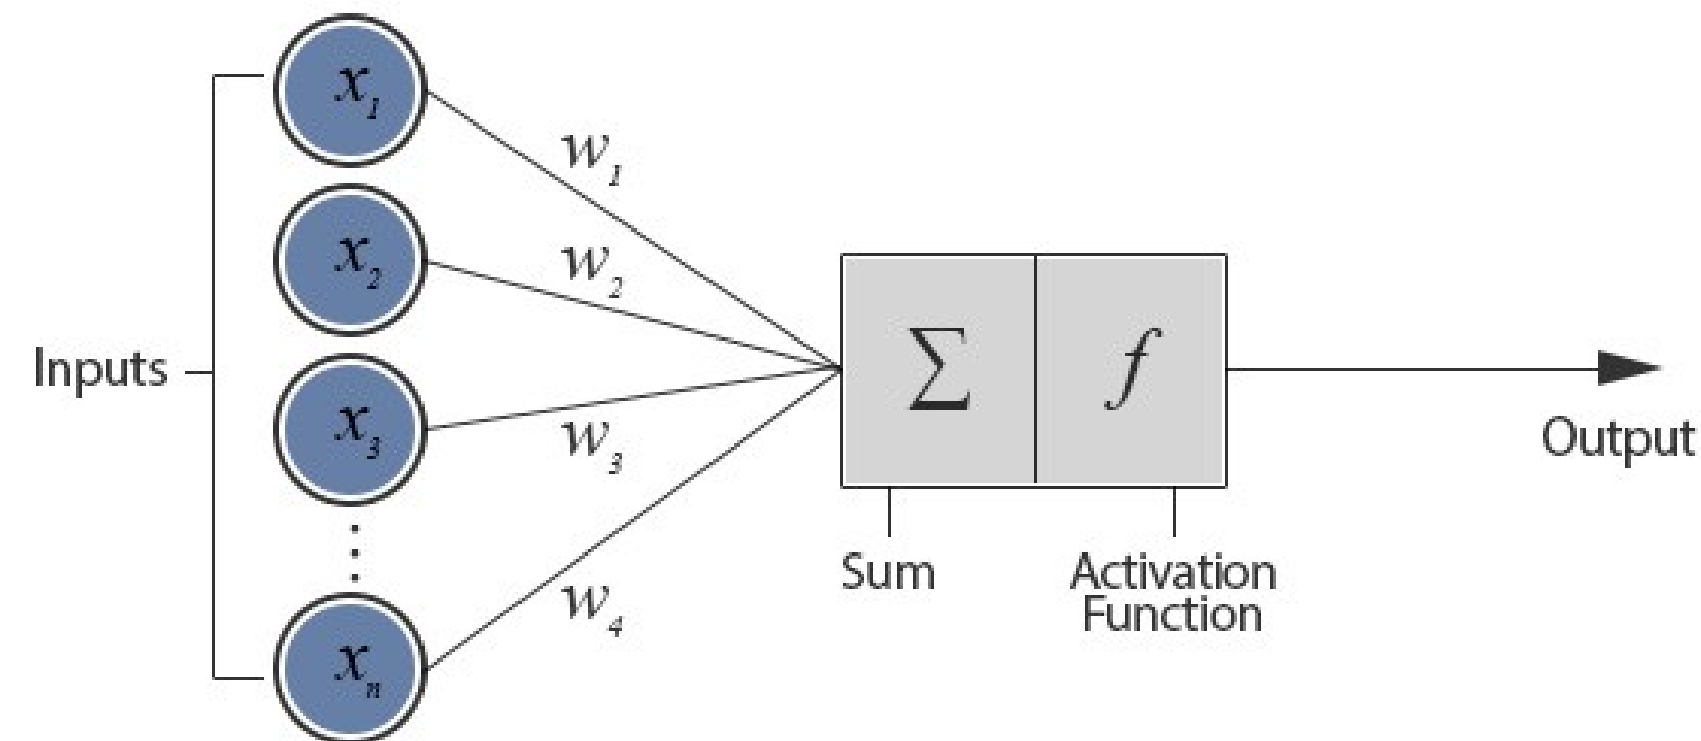 x₁
w₁
x₂
w₂
Inputs
x₃
w₃
∑
f
Output
Sum
Activation
Function
w₄
xₙ